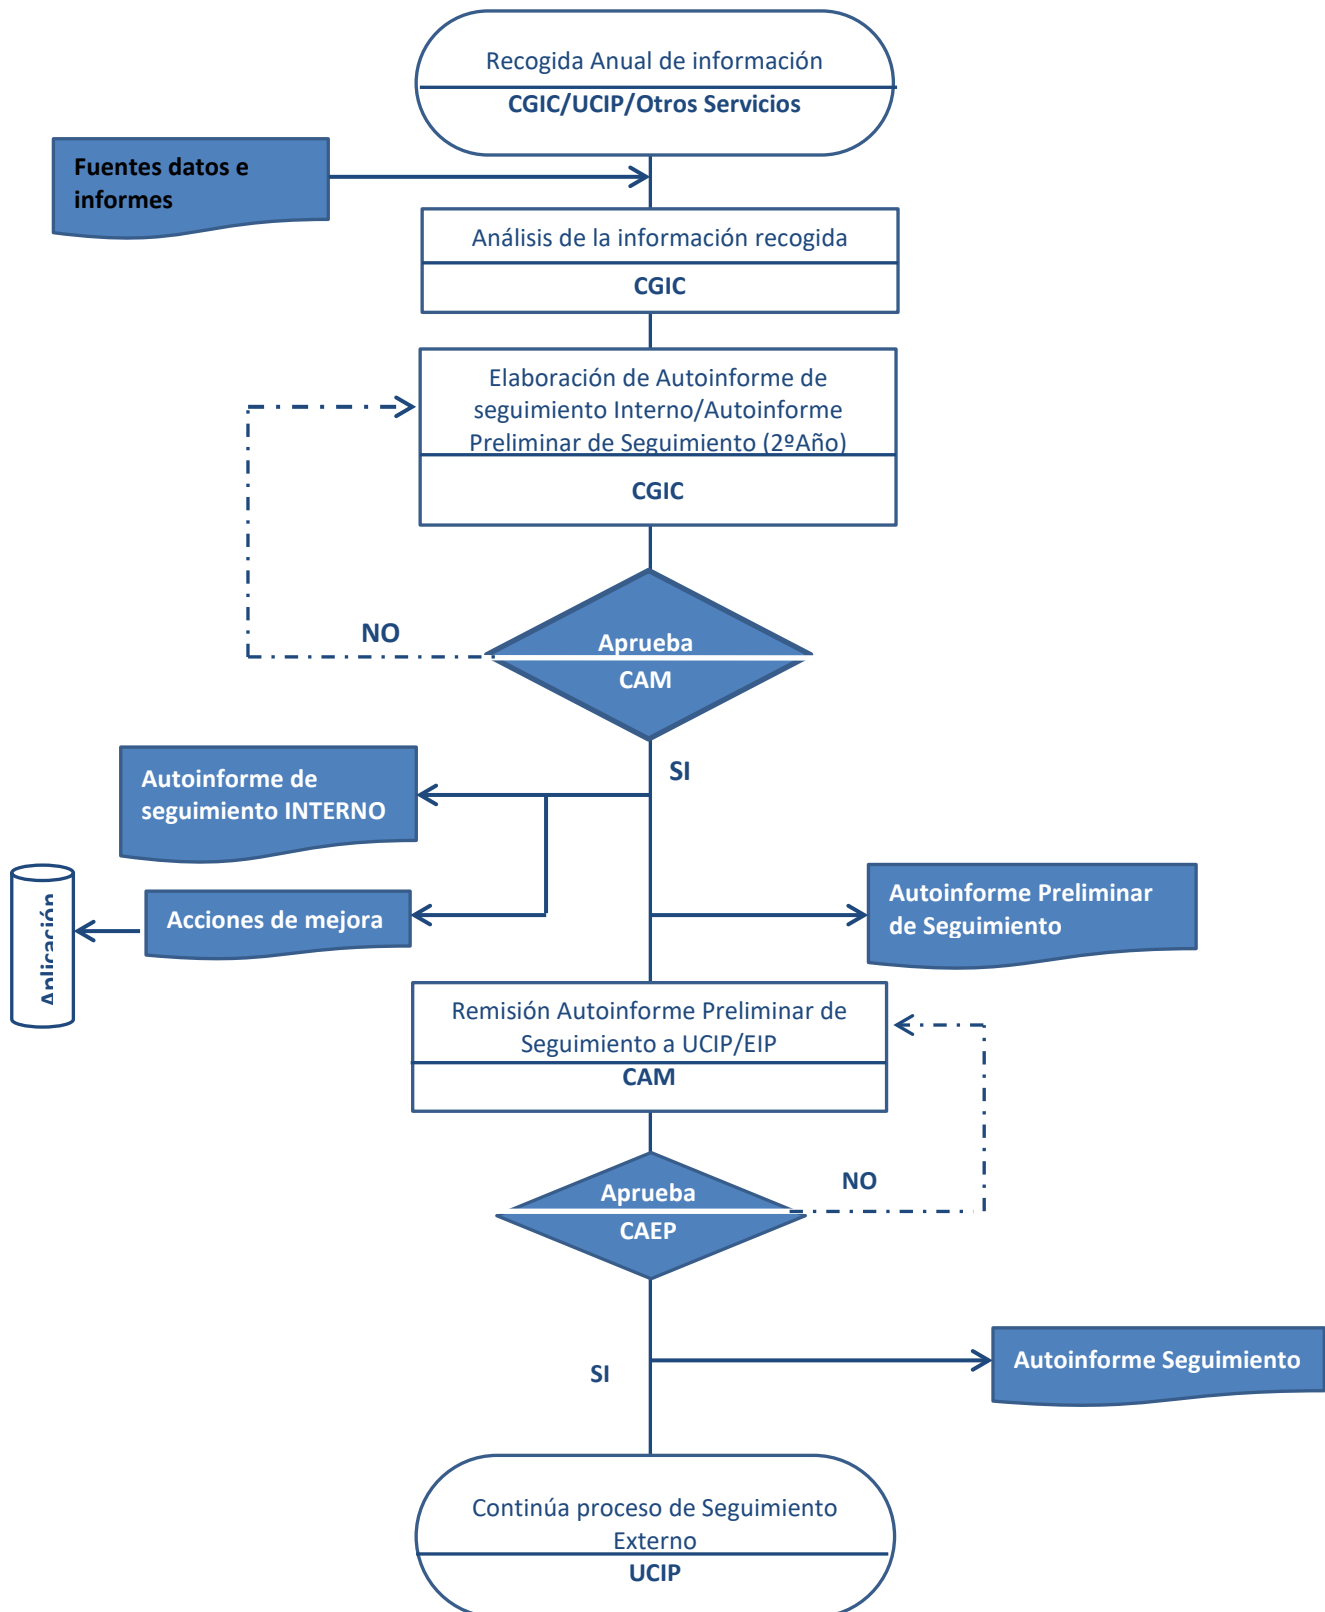 Recogida Anual de información
CGIC/UCIP/Otros Servicios
Fuentes datos e
informes
Análisis de la información recogida
CGIC
Elaboración de Autoinforme de
seguimiento Interno/Autoinforme
Preliminar de Seguimiento (2ºAño)
CGIC
NO
Aprueba
CAM
SI
Autoinforme de
seguimiento INTERNO
Autoinforme Preliminar
de Seguimiento
Acciones de mejora
Aplicación
Remisión Autoinforme Preliminar de
Seguimiento a UCIP/EIP
CAM
NO
Aprueba
CAEP
Autoinforme Seguimiento
SI
Continúa proceso de Seguimiento
Externo
UCIP